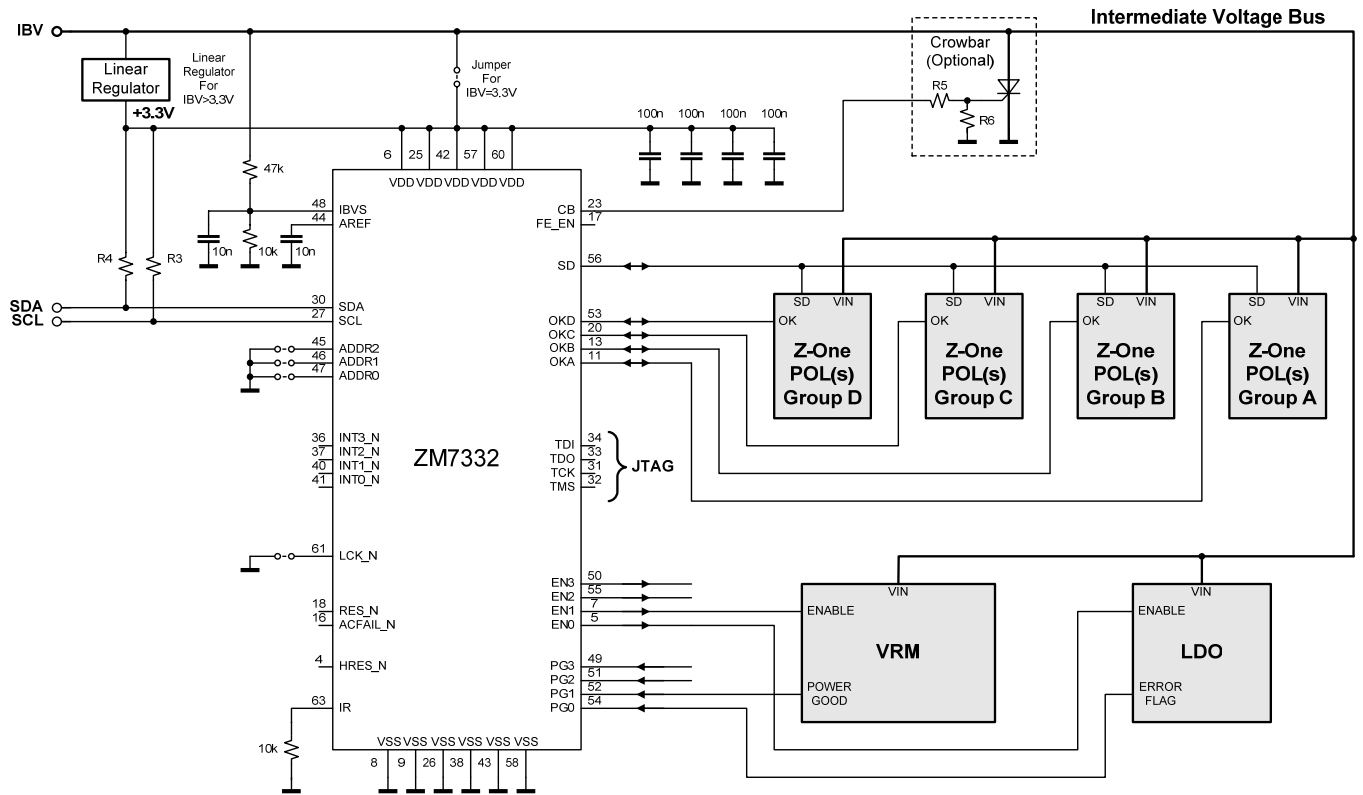 IBV
Intermediate Voltage Bus
Linear
Regulator
+3.3V
Linear
Regulator
For
IBV>3.3V
Jumper
For
IBV=3.3V
Crowbar
(Optional)
R5
R6
100n
100n
100n
100n
6
25
42
57
60
VDD
VDD
VDD
VDD
VDD
47k
48
IBVS
44
AREF
10n
10k
10n
R4
R3
SDA
SCL
30
SDA
27
SCL
45
ADDR2
46
ADDR1
47
ADDR0
36
INT3_N
37
INT2_N
40
INT1_N
41
INT0_N
ZM7332
61
LCK_N
18
RES_N
16
ACFAIL_N
4
HRES_N
63
IR
10k
VSS
VSS
VSS
VSS
VSS
VSS
8
9
26
38
43
58
CB
23
FE_EN
17
SD
56
OKD
53
OKC
20
OKB
13
OKA
11
TDI
34
TDO
33
TCK
31
TMS
32
JTAG
EN3
50
EN2
55
EN1
7
EN0
5
PG3
49
PG2
51
PG1
52
PG0
54
SD
VIN
OK
Z-One
POL(s)
Group D
SD
VIN
OK
Z-One
POL(s)
Group C
SD
VIN
OK
Z-One
POL(s)
Group B
SD
VIN
OK
Z-One
POL(s)
Group A
VIN
ENABLE
VRM
POWER
GOOD
VIN
ENABLE
LDO
ERROR
FLAG